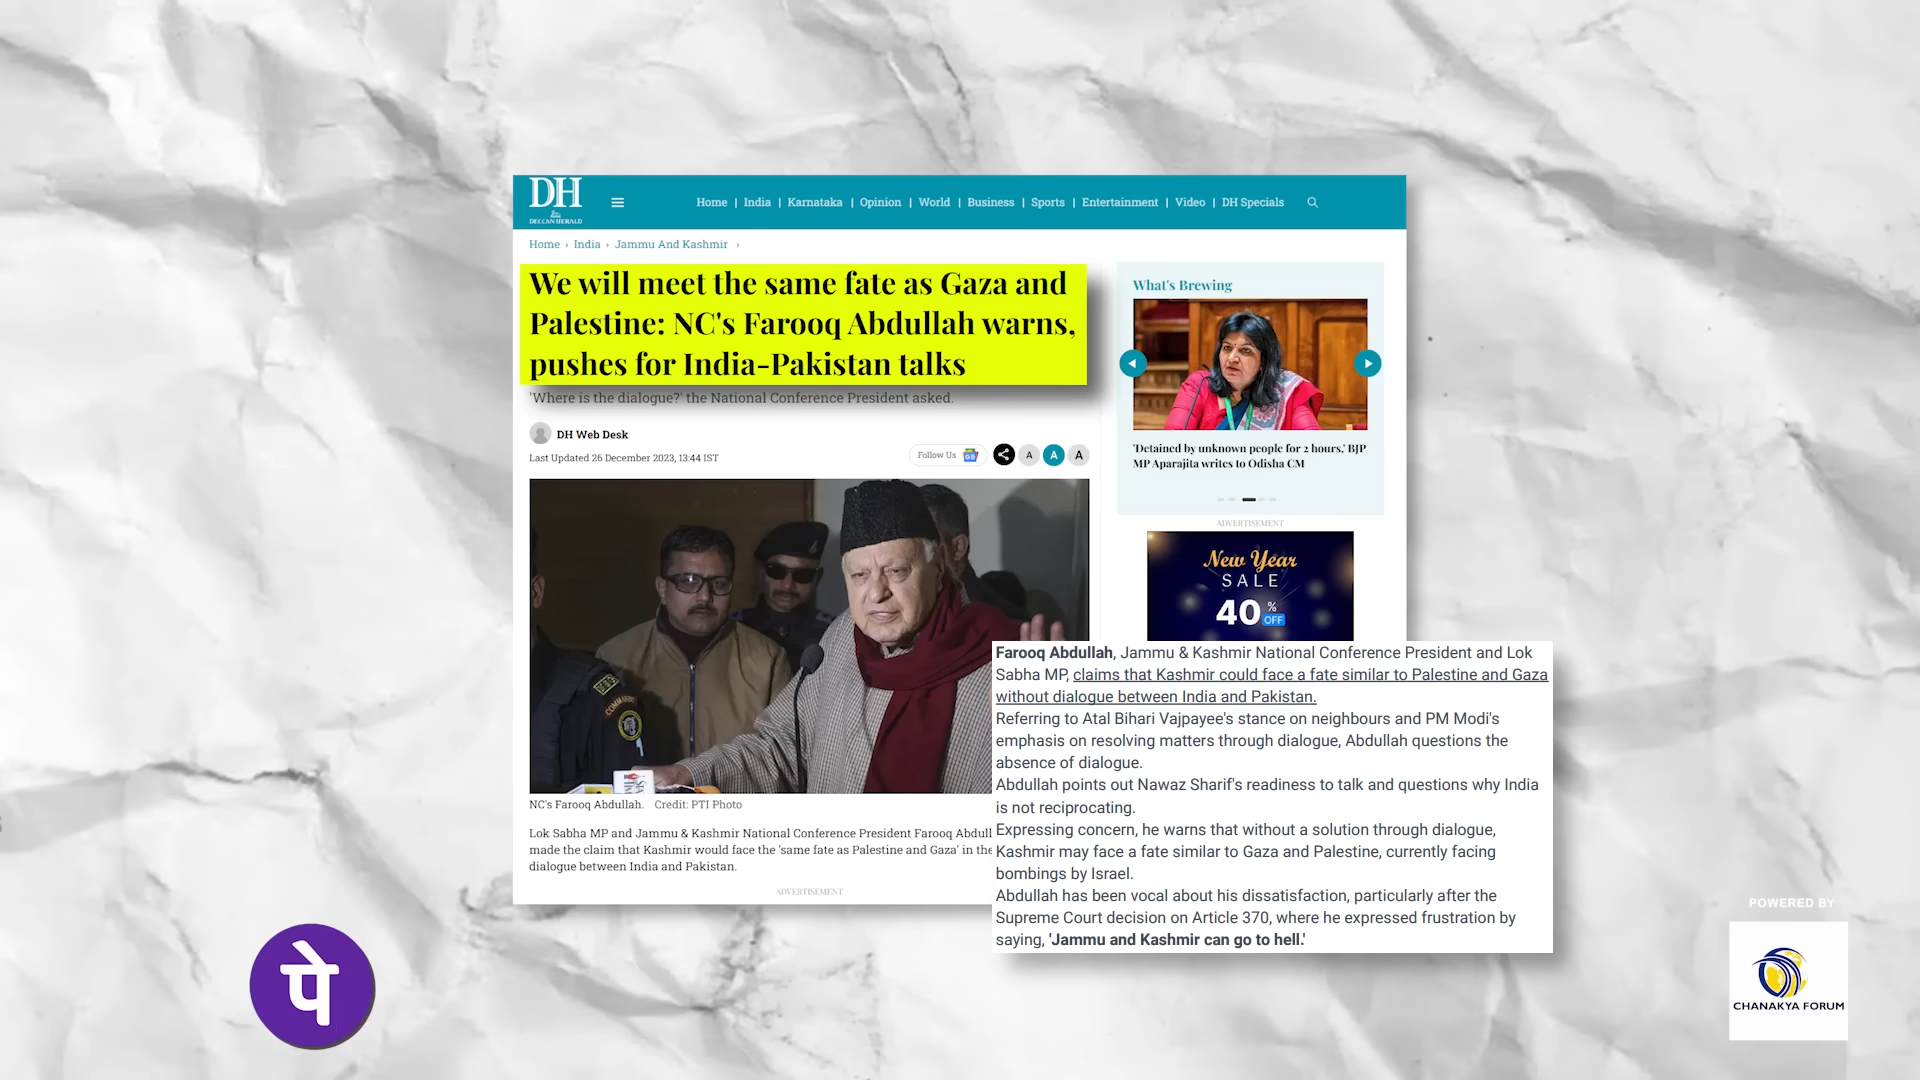 DH
DECCAN HERALD
Home | India | Karnataka | Opinion | World | Business | Sports | Entertainment | Video | DH Specials
Home › India › Jammu And Kashmir ›
We will meet the same fate as Gaza and
Palestine: NC's Farooq Abdullah warns,
pushes for India-Pakistan talks
'Where is the dialogue?' the National Conference President asked.
DH Web Desk
Last Updated 26 December 2023, 13:44 IST
Follow Us
A A A
COMMANDO
NC's Farooq Abdullah. Credit: PTI Photo
Lok Sabha MP and Jammu & Kashmir National Conference President Farooq Abdull
made the claim that Kashmir would face the 'same fate as Palestine and Gaza' in the
dialogue between India and Pakistan.
ADVERTISEMENT
What's Brewing
'Detained by unknown people for 2 hours,' BJP
MP Aparajita writes to Odisha CM
ADVERTISEMENT
New Year
SALE
40% OFF
Farooq Abdullah, Jammu & Kashmir National Conference President and Lok
Sabha MP, claims that Kashmir could face a fate similar to Palestine and Gaza
without dialogue between India and Pakistan.
Referring to Atal Bihari Vajpayee's stance on neighbours and PM Modi's
emphasis on resolving matters through dialogue, Abdullah questions the
absence of dialogue.
Abdullah points out Nawaz Sharif's readiness to talk and questions why India
is not reciprocating.
Expressing concern, he warns that without a solution through dialogue,
Kashmir may face a fate similar to Gaza and Palestine, currently facing
bombings by Israel.
Abdullah has been vocal about his dissatisfaction, particularly after the
Supreme Court decision on Article 370, where he expressed frustration by
saying, 'Jammu and Kashmir can go to hell.'
पे
POWERED BY
CHANAKYA FORUM